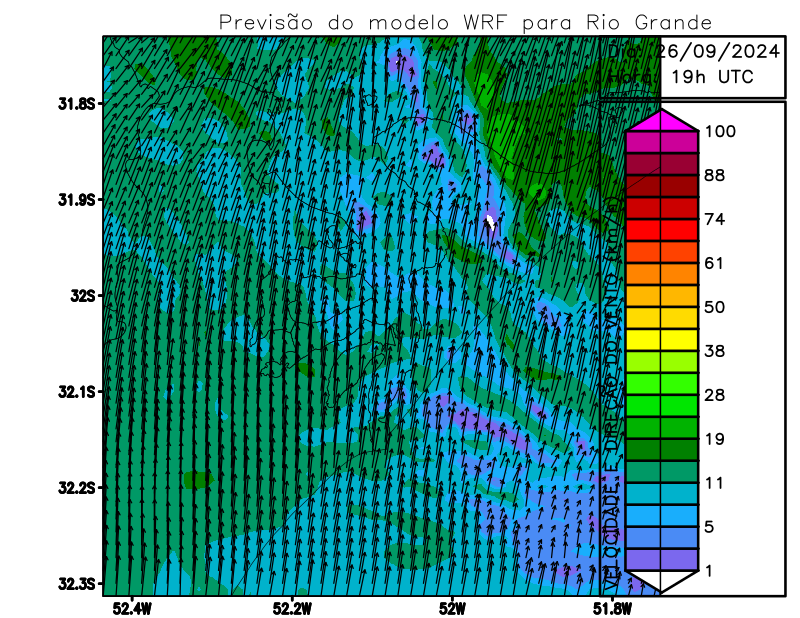 Previsão do modelo WRF para Rio Grande
Dia: 26/09/2024
Hora: 19h UTC
31.8S
31.9S
32S
32.1S
32.2S
32.3S
52.4W
52.2W
52W
51.8W
VELOCIDADE E DIREÇÃO DO VENTO (km/h)
100
88
74
61
50
38
28
19
11
5
1